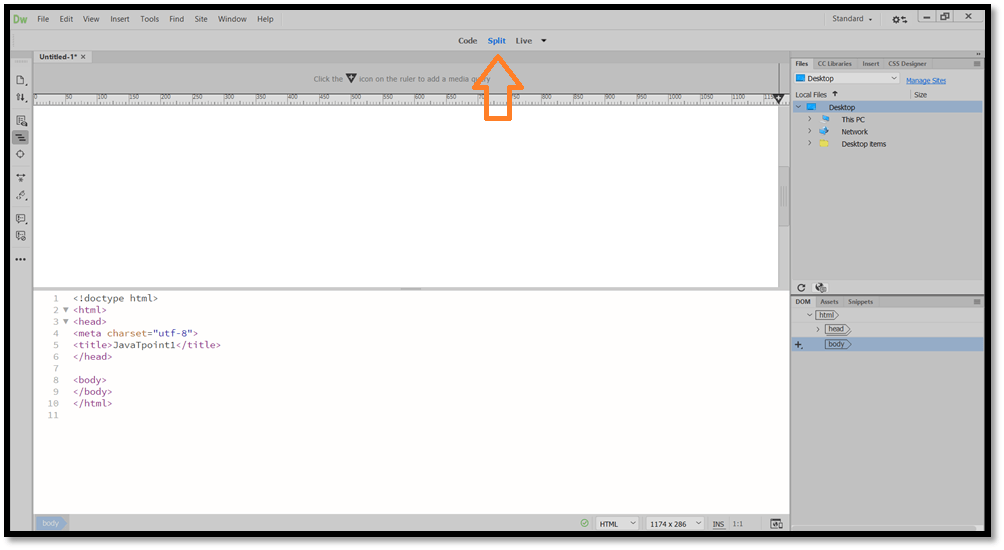 Dw File Edit View Insert Tools Find Site Window Help Standard
Code Split Live
Untitled-1* ×
Click the icon on the ruler to add a media query
0 50 100 150 200 250 300 350 400 450 500 550 600 650 700 750 800 850 900 950 1000 1050 1100
1 <!doctype html>
2 <html>
3 <head>
4 <meta charset="utf-8">
5 <title>JavaTpoint1</title>
6 </head>
7
8 <body>
9 </body>
10 </html>
11
body HTML 1174 x 286 INS 1:1
Files CC Libraries Insert CSS Designer
Desktop Manage Sites
Local Files Size
Desktop
This PC
Network
Desktop items
DOM Assets Snippets
html
head
body